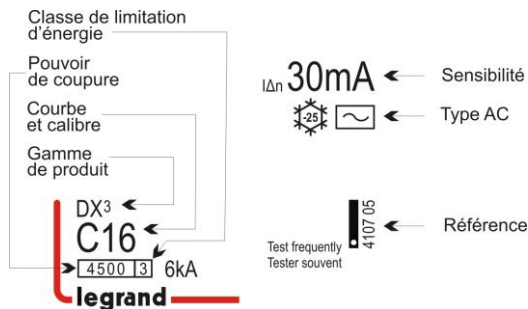 Classe de limitation
d'énergie
Pouvoir
de coupure
Courbe
et calibre
Gamme
de produit
DX³
C16
4500 3 6kA
legrand
IΔn 30mA
Sensibilité
-25
Type AC
Test frequently
Tester souvent
4107 05
Référence